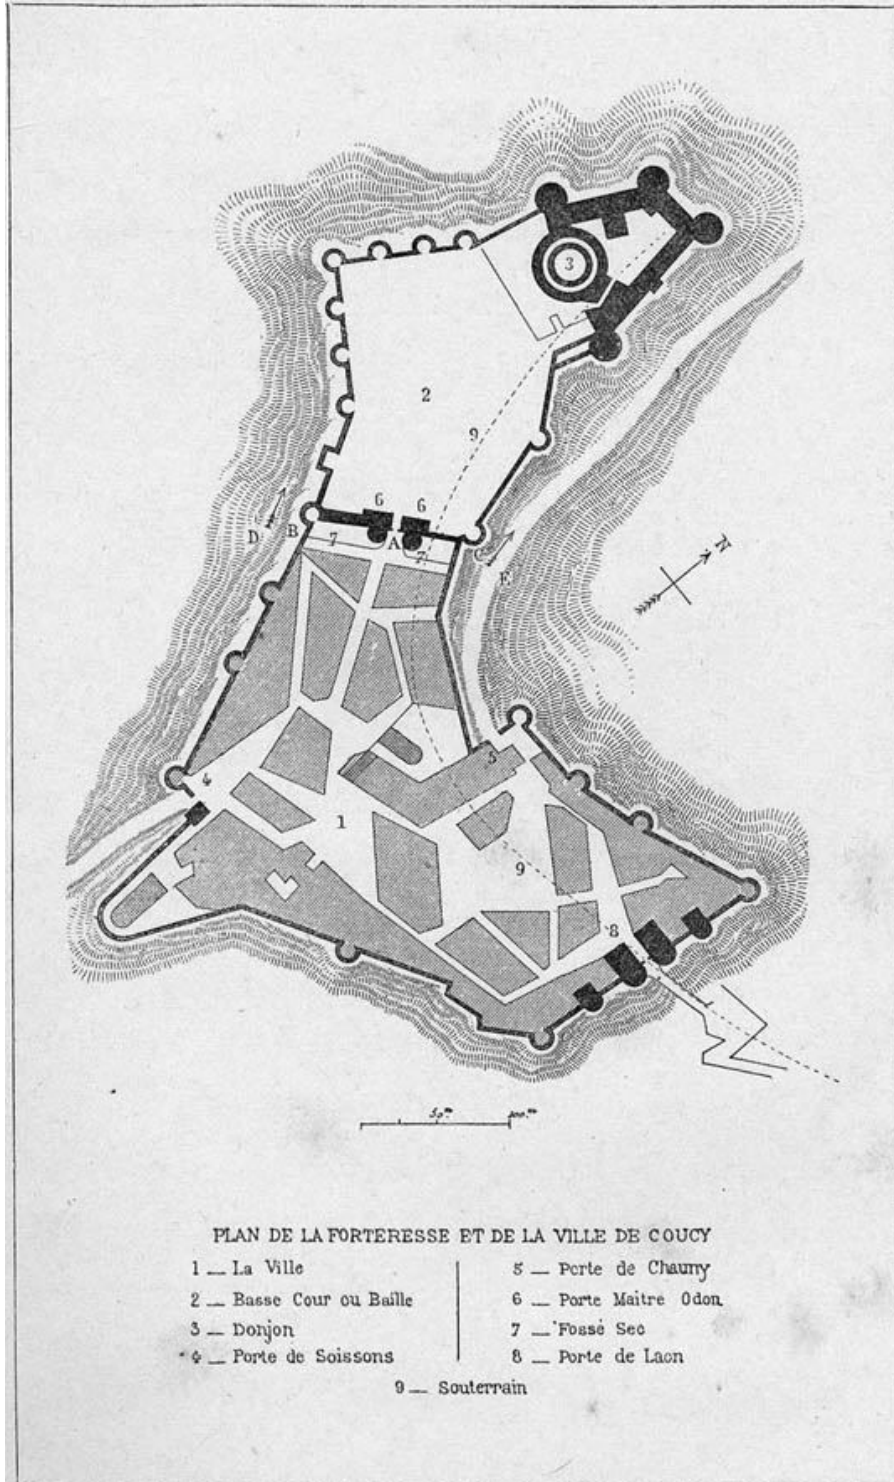 3
2
9
6 6
D B 7 A 7 C E
N
4 5
1
9
8
50m. 100m.
PLAN DE LA FORTERESSE ET DE LA VILLE DE COUCY
1 — La Ville
2 — Basse Cour ou Baille
3 — Donjon
4 — Porte de Soissons
5 — Porte de Chauny
6 — Porte Maitre Odon
7 — Fossé Sec
8 — Porte de Laon
9 — Souterrain